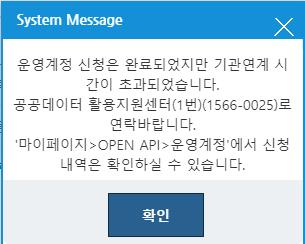 System Message
운영계정 신청은 완료되었지만 기관연계 시
간이 초과되었습니다.
공공데이터 활용지원센터(1번)(1566-0025)로
연락바랍니다.
'마이페이지>OPEN API>운영계정'에서 신청
내역은 확인하실 수 있습니다.
확인